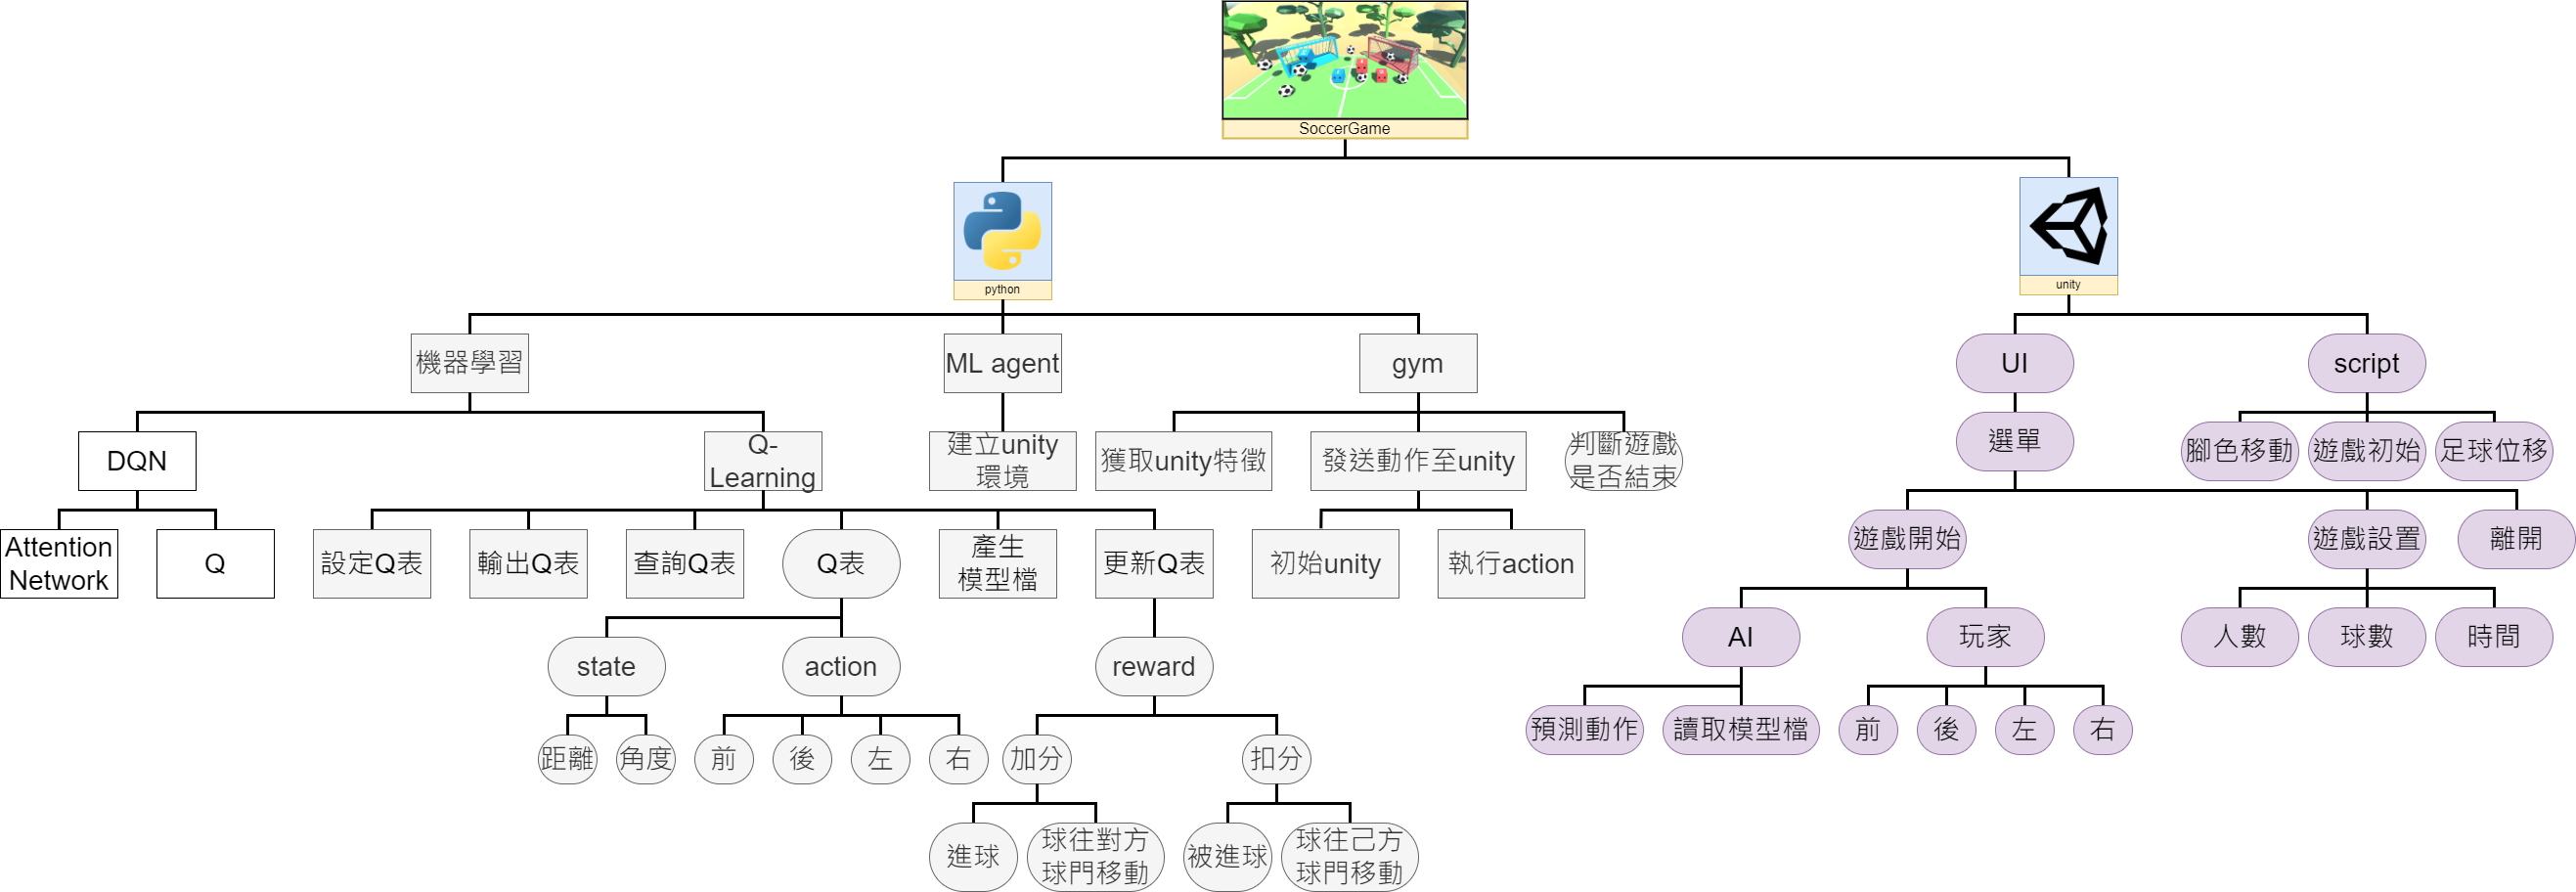 SoccerGame
python
unity
機器學習
ML agent
gym
UI
script
DQN
Q-
Learning
建立unity
環境
獲取unity特徵
發送動作至unity
判斷遊戲
是否結束
選單
腳色移動
遊戲初始
足球位移
Attention
Network
Q
設定Q表
輸出Q表
查詢Q表
Q表
產生
模型檔
更新Q表
初始unity
執行action
遊戲開始
遊戲設置
離開
state
action
reward
AI
玩家
人數
球數
時間
距離
角度
前
後
左
右
加分
扣分
預測動作
讀取模型檔
前
後
左
右
進球
球往對方
球門移動
被進球
球往己方
球門移動